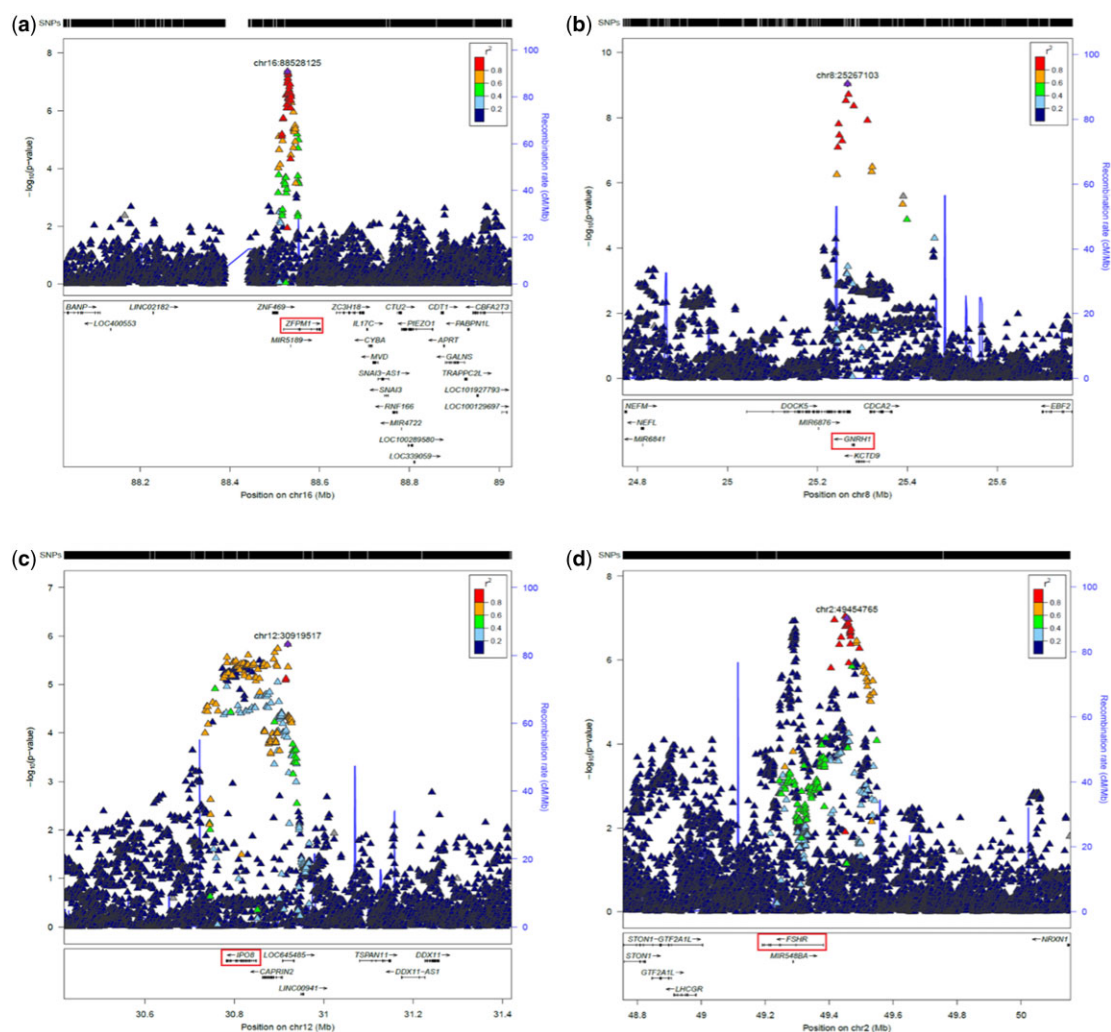 (a)
SNPs
chr16:88528125
r²
0.8
0.6
0.4
0.2
8
6
4
2
0
−log₁₀(p−value)
100
80
60
40
20
0
Recombination rate (cM/Mb)
BANP→ LINC02182→ ZNF469→ ZC3H18→ CTU2→ CDT1→ ←CBFA2T3
←LOC400553 ZFPM1→ IL17C→ ←PIEZO1 ←PABPN1L
MIR5189→ ←CYBA ←APRT
←MVD ←GALNS
SNAI3−AS1→ TRAPPC2L→
←SNAI3 LOC101927793→
←RNF166 LOC100129697→
←MIR4722
LOC100289580→
LOC339059→
88.2 88.4 88.6 88.8 89
Position on chr16 (Mb)
(b)
SNPs
chr8:25267103
r²
0.8
0.6
0.4
0.2
10
8
6
4
2
0
−log₁₀(p−value)
100
80
60
40
20
0
Recombination rate (cM/Mb)
NEFM→ DOCK5→ CDCA2→ ←EBF2
←NEFL MIR6876→
←MIR6841 ←GNRH1
←KCTD9
24.8 25 25.2 25.4 25.6
Position on chr8 (Mb)
(c)
SNPs
chr12:30919517
r²
0.8
0.6
0.4
0.2
7
6
5
4
3
2
1
0
−log₁₀(p−value)
100
80
60
40
20
0
Recombination rate (cM/Mb)
←IPO8 LOC645485→ TSPAN11→ DDX11→
←CAPRIN2 ←DDX11−AS1
LINC00941→
30.6 30.8 31 31.2 31.4
Position on chr12 (Mb)
(d)
SNPs
chr2:49454765
r²
0.8
0.6
0.4
0.2
8
6
4
2
0
−log₁₀(p−value)
100
80
60
40
20
0
Recombination rate (cM/Mb)
STON1−GTF2A1L→ ←FSHR ←NRXN1
STON1→ ←MIR548BA
GTF2A1L→
←LHCGR
48.8 49 49.2 49.4 49.6 49.8 50
Position on chr2 (Mb)